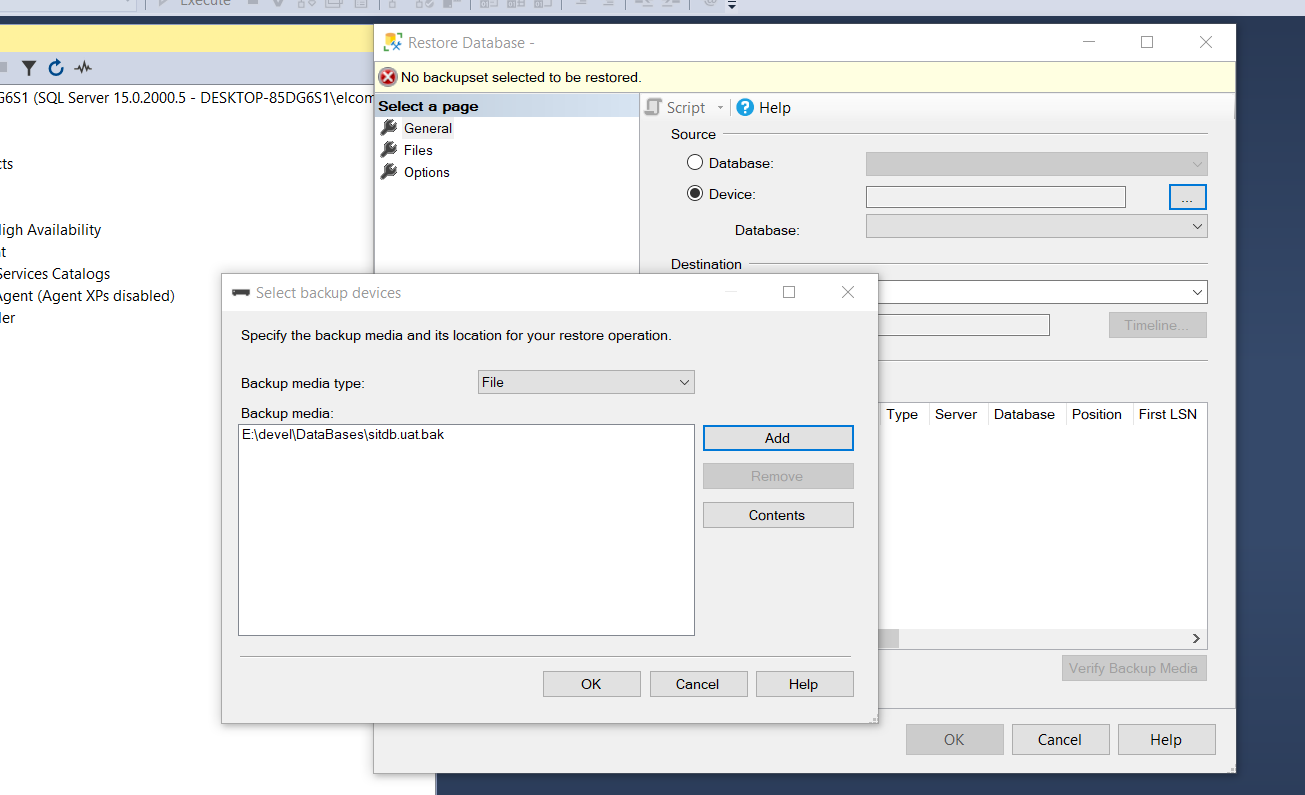 Execute
Restore Database -
No backupset selected to be restored.
G6S1 (SQL Server 15.0.2000.5 - DESKTOP-85DG6S1\elcom
Select a page
General
Files
Options
Script
Help
Source
Database:
Device:
...
Database:
Destination
Timeline...
cts
High Availability
nt
Services Catalogs
Agent (Agent XPs disabled)
ler
Select backup devices
Specify the backup media and its location for your restore operation.
Backup media type:
File
Backup media:
E:\devel\DataBases\sitdb.uat.bak
Add
Remove
Contents
OK
Cancel
Help
Type
Server
Database
Position
First LSN
Verify Backup Media
OK
Cancel
Help